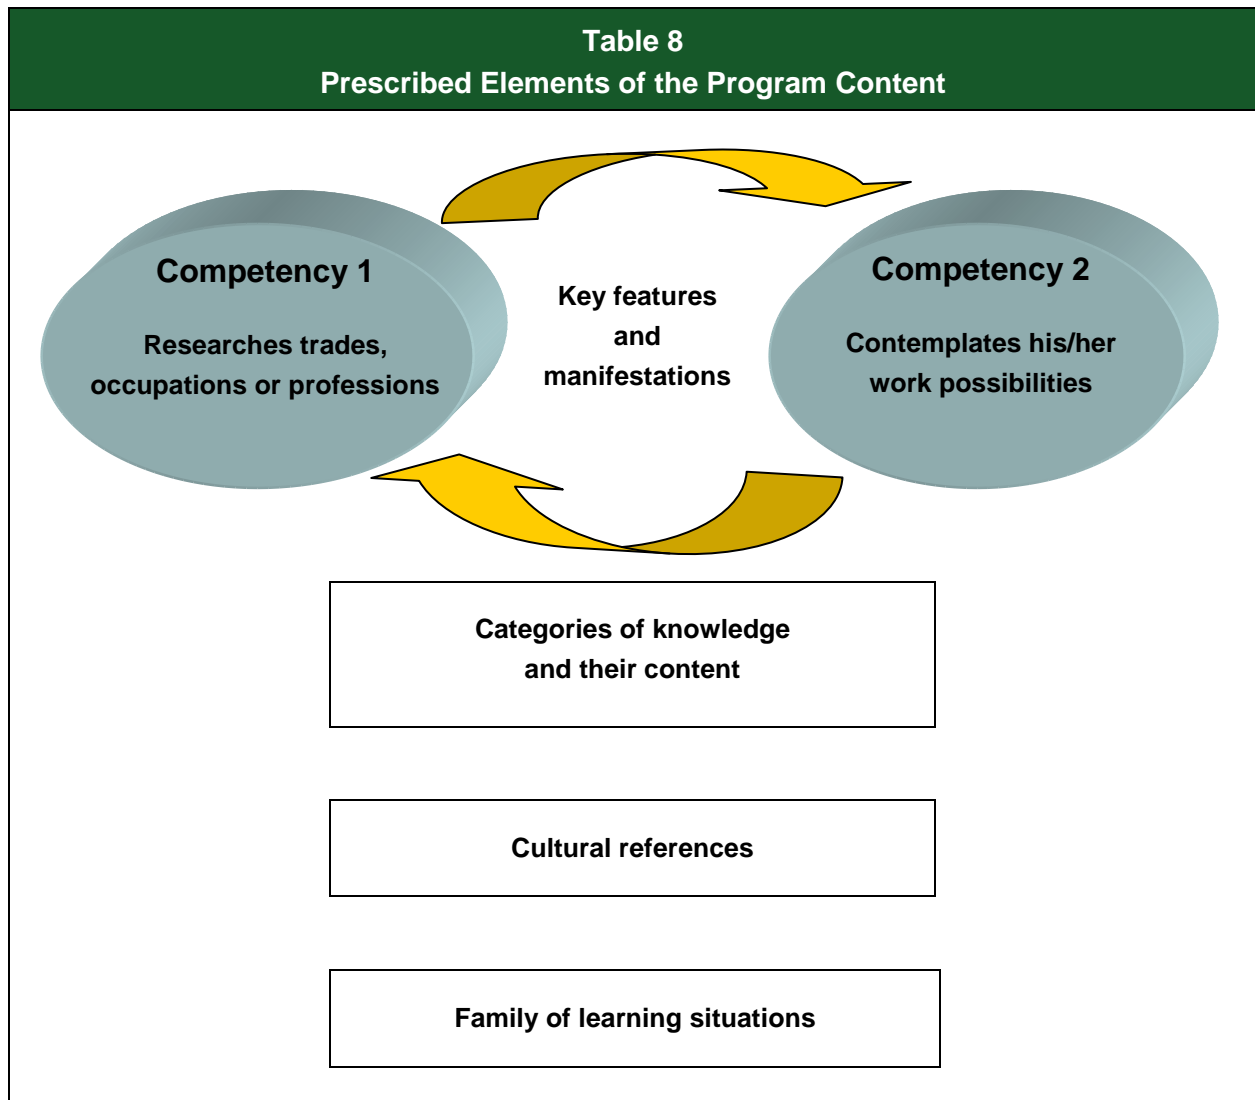 Table 8
Prescribed Elements of the Program Content
Competency 1
Researches trades,
occupations or professions
Key features
and
manifestations
Competency 2
Contemplates his/her
work possibilities
Categories of knowledge
and their content
Cultural references
Family of learning situations